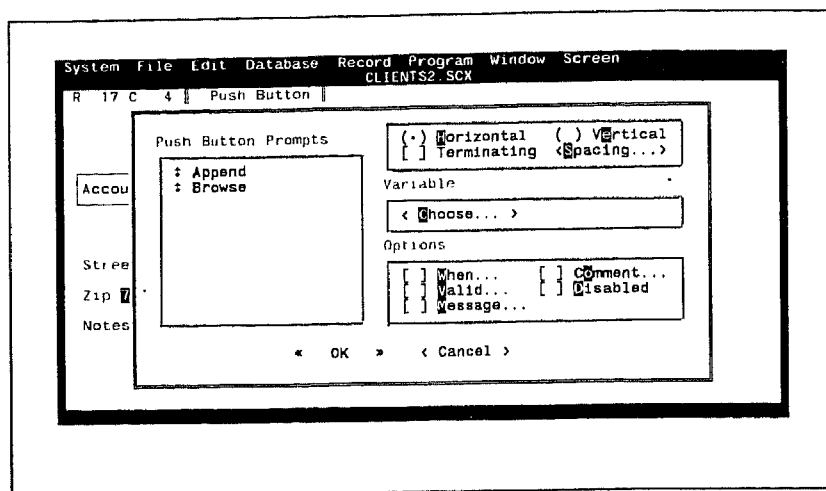 System File Edit Database Record Program Window Screen
CLIENTS2.SCX
R 17 C 4 Push Button
Push Button Prompts
↕ Append
↕ Browse
(·) Horizontal ( ) Vertical
[ ] Terminating <Spacing...>
Variable
< Choose... >
Options
[ ] When... [ ] Comment...
[ ] Valid... [ ] Disabled
[ ] Message...
Accou
Stree
Zip 7
Notes
« OK » < Cancel >